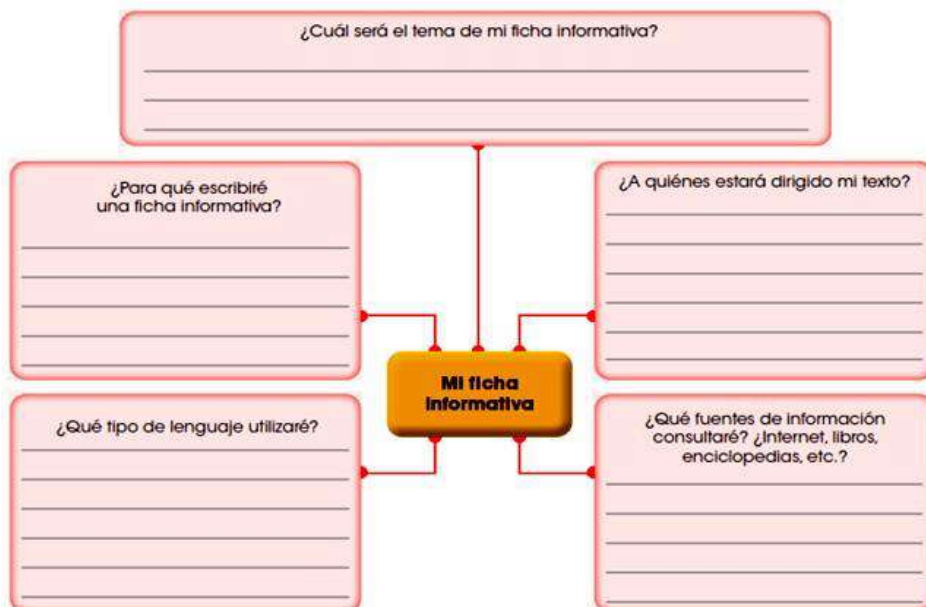 ¿Cuál será el tema de mi ficha informativa?
¿Para qué escribiré
una ficha informativa?
¿A quiénes estará dirigido mi texto?
Mi ficha
informativa
¿Qué tipo de lenguaje utilizaré?
¿Qué fuentes de información
consultaré? ¿Internet, libros,
enciclopedias, etc.?